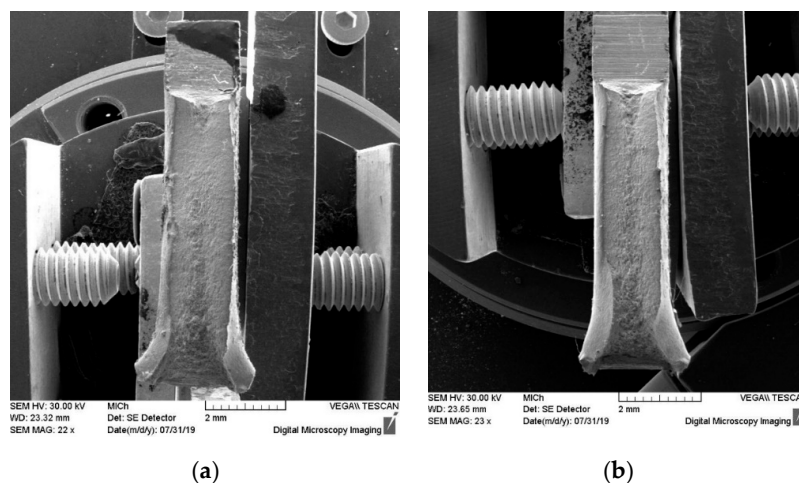 SEM HV: 30.00 kV MICh VEGA\\ TESCAN
WD: 23.32 mm Det: SE Detector 2 mm
SEM MAG: 22 x Date(m/d/y): 07/31/19 Digital Microscopy Imaging
SEM HV: 30.00 kV MICh VEGA\\ TESCAN
WD: 23.65 mm Det: SE Detector 2 mm
SEM MAG: 23 x Date(m/d/y): 07/31/19 Digital Microscopy Imaging
(a) (b)